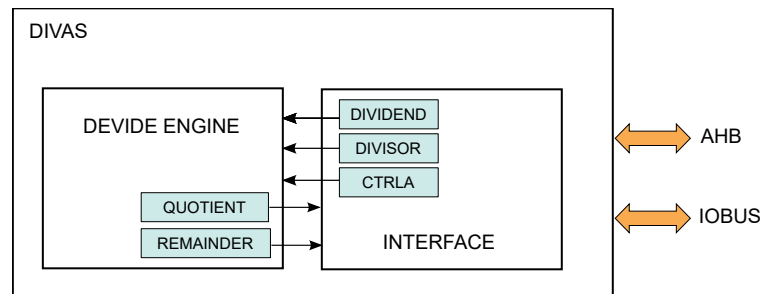 DIVAS
DEVIDE ENGINE
DIVIDEND
DIVISOR
CTRLA
QUOTIENT
REMAINDER
INTERFACE
AHB
IOBUS